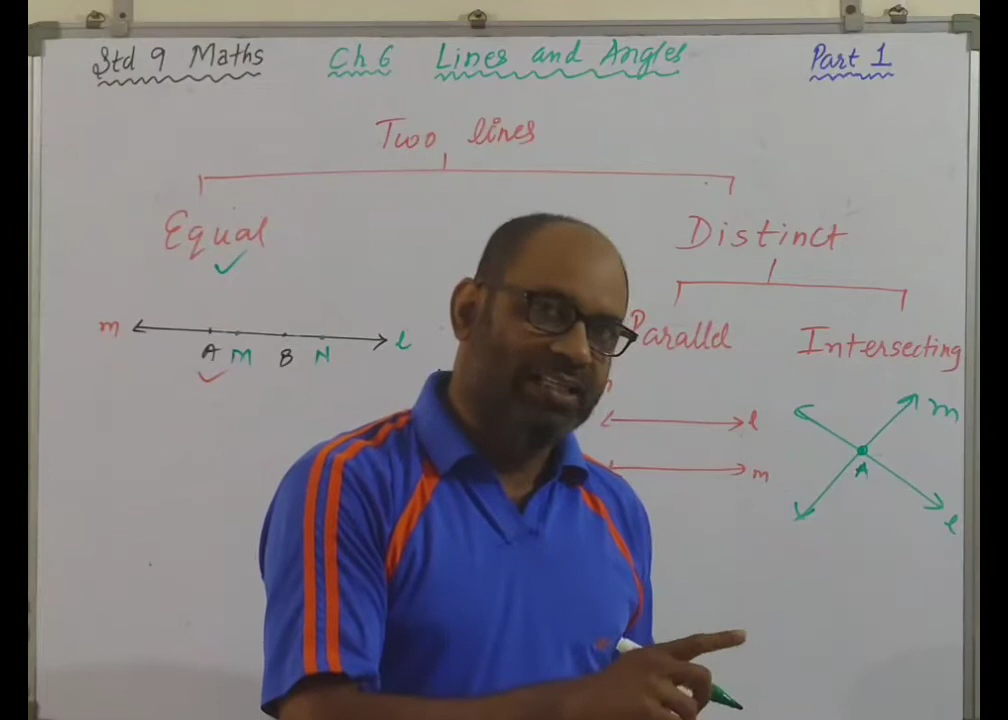 Std 9 Maths Ch 6 Lines and Angles Part 1
Two lines
Equal Distinct
Parallel Intersecting
m A M B N l
l
m
m
A
l